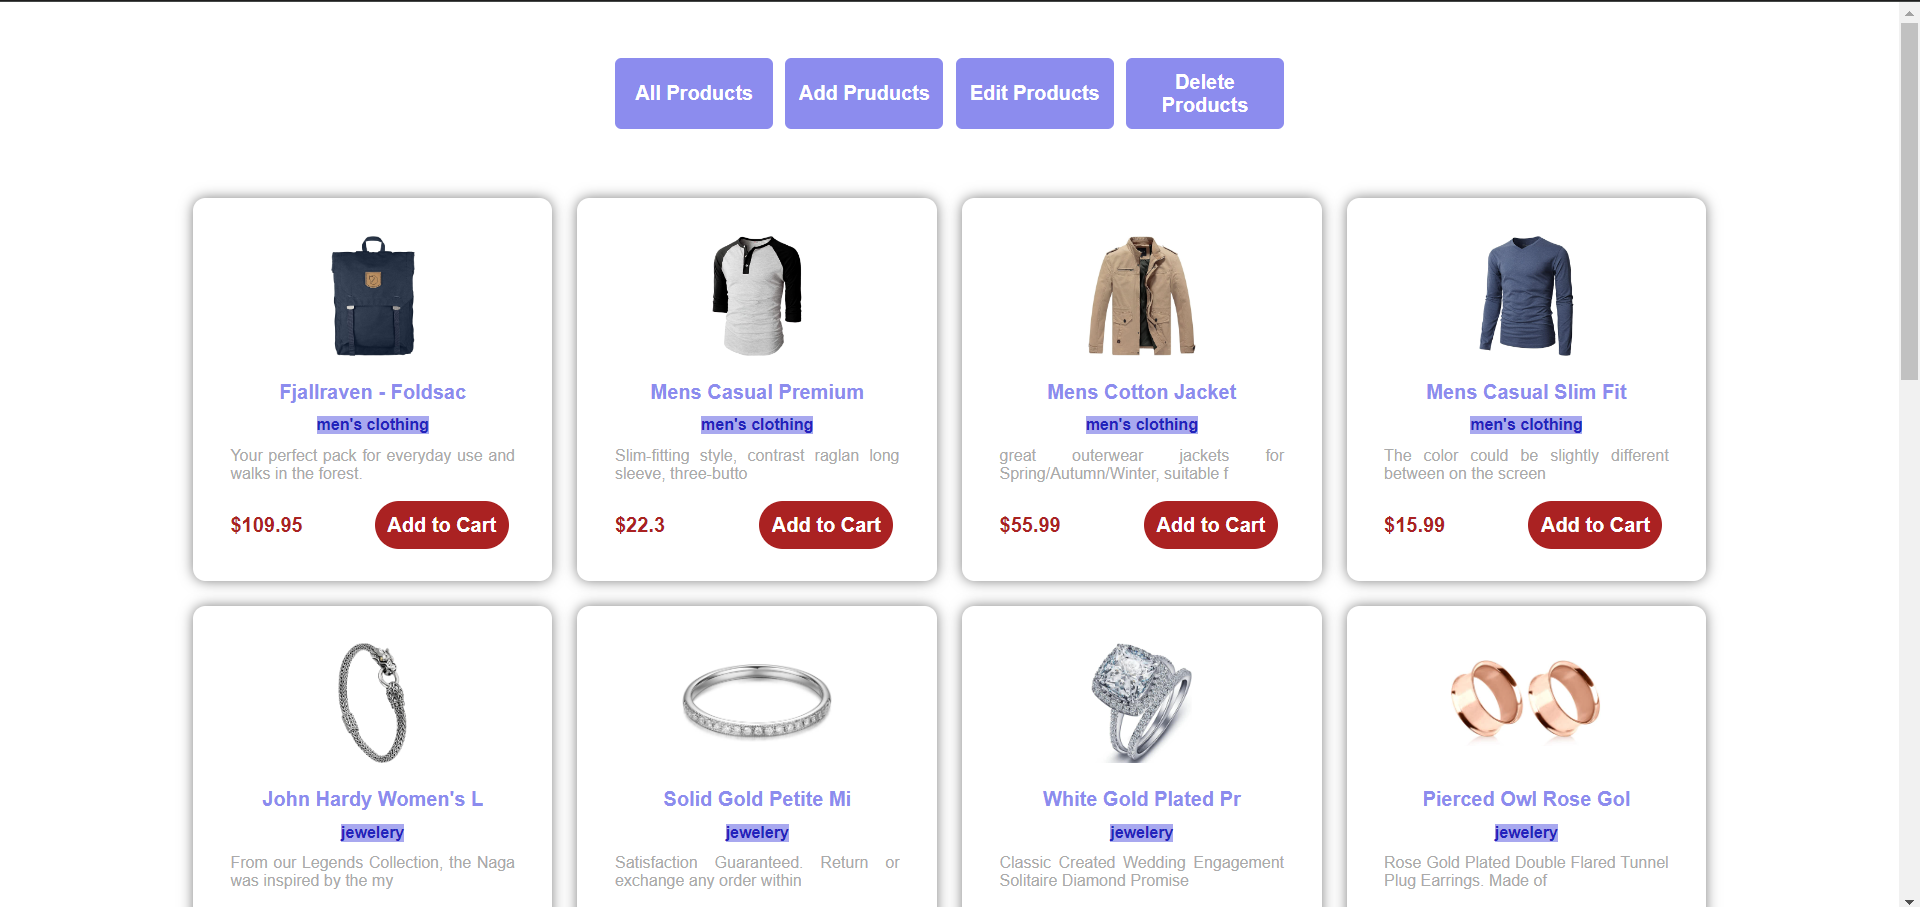 All Products
Add Pruducts
Edit Products
Delete
Products
Fjallraven - Foldsac
men's clothing
Your perfect pack for everyday use and
walks in the forest.
$109.95
Add to Cart
Mens Casual Premium
men's clothing
Slim-fitting style, contrast raglan long
sleeve, three-butto
$22.3
Add to Cart
Mens Cotton Jacket
men's clothing
great outerwear jackets for
Spring/Autumn/Winter, suitable f
$55.99
Add to Cart
Mens Casual Slim Fit
men's clothing
The color could be slightly different
between on the screen
$15.99
Add to Cart
John Hardy Women's L
jewelery
From our Legends Collection, the Naga
was inspired by the my
Solid Gold Petite Mi
jewelery
Satisfaction Guaranteed. Return or
exchange any order within
White Gold Plated Pr
jewelery
Classic Created Wedding Engagement
Solitaire Diamond Promise
Pierced Owl Rose Gol
jewelery
Rose Gold Plated Double Flared Tunnel
Plug Earrings. Made of